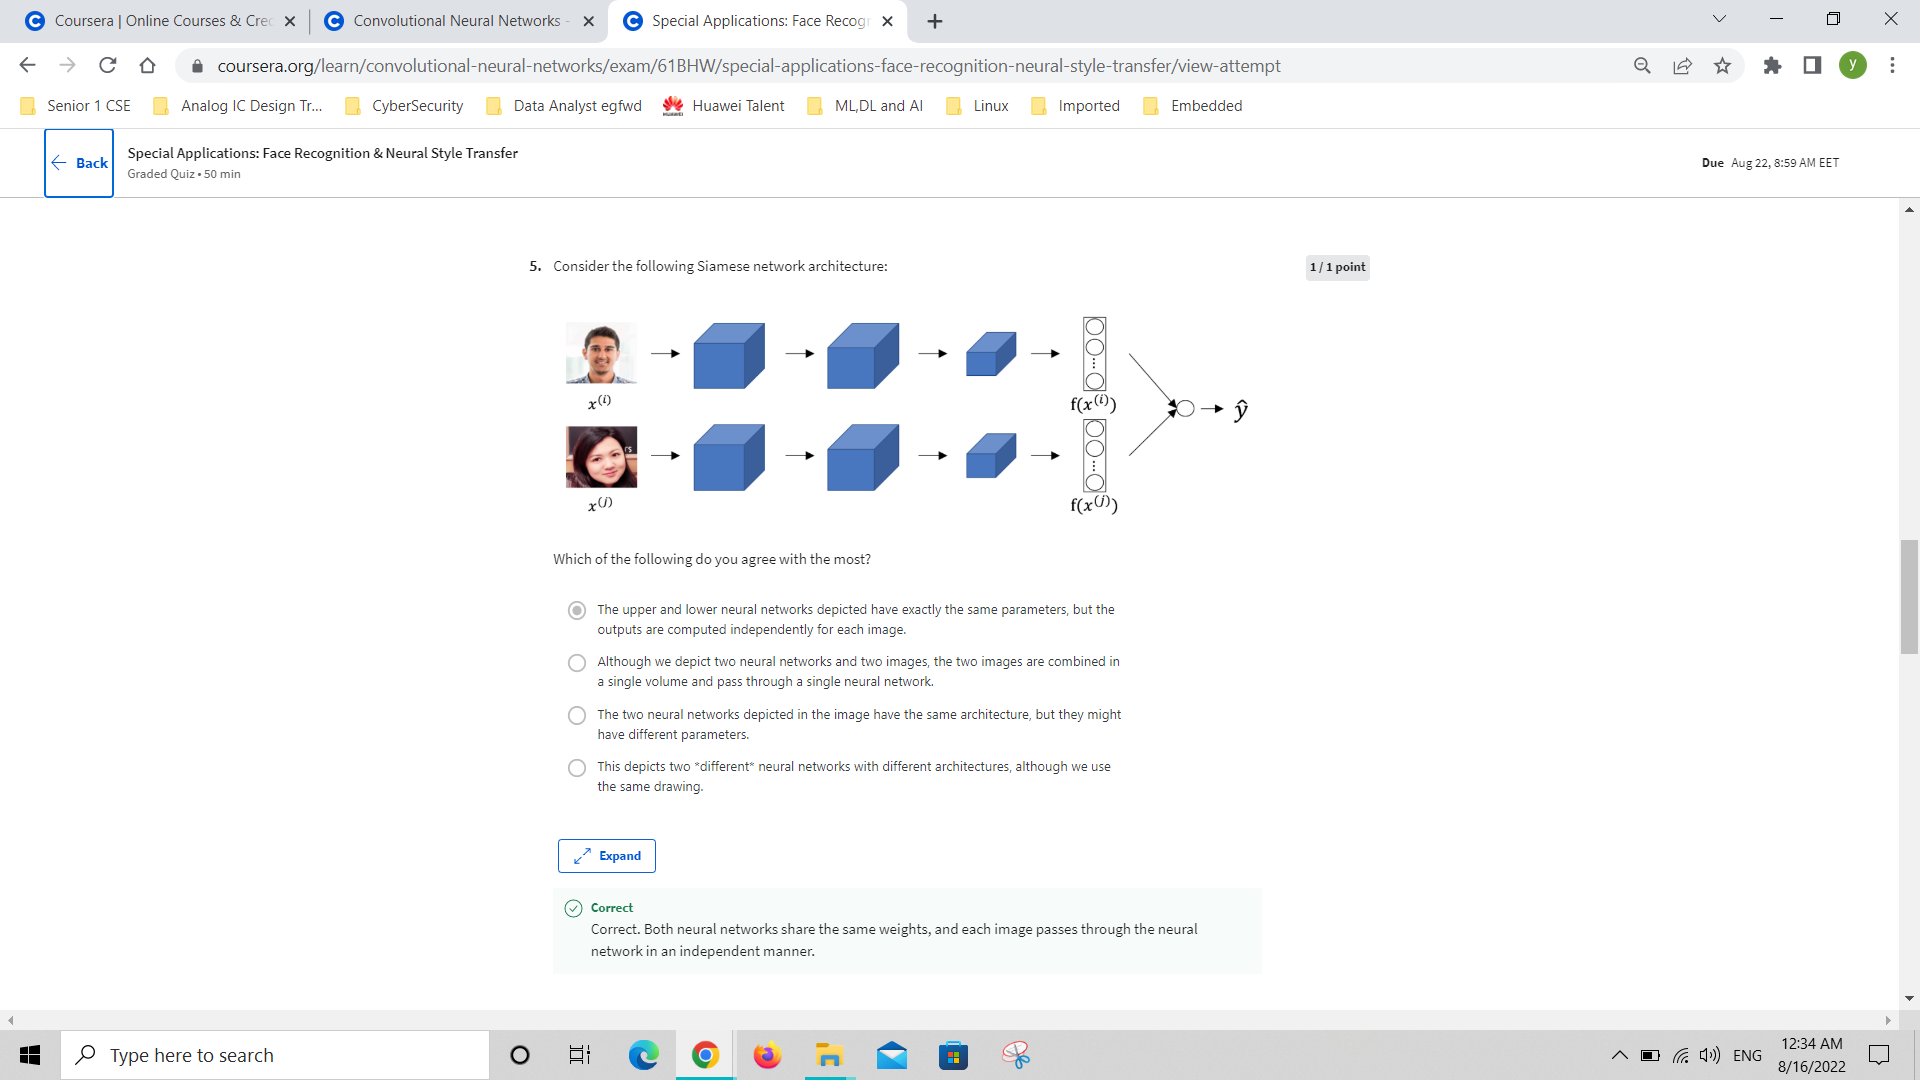 Coursera | Online Courses & Cre
Convolutional Neural Networks -
Special Applications: Face Recog
coursera.org/learn/convolutional-neural-networks/exam/61BHW/special-applications-face-recognition-neural-style-transfer/view-attempt
y
Senior 1 CSE
Analog IC Design Tr...
CyberSecurity
Data Analyst egfwd
Huawei Talent
ML,DL and AI
Linux
Imported
Embedded
Back
Special Applications: Face Recognition & Neural Style Transfer
Graded Quiz • 50 min
Due Aug 22, 8:59 AM EET
5. Consider the following Siamese network architecture:
1 / 1 point
x⁽ⁱ⁾
f(x⁽ⁱ⁾)
ŷ
x⁽ʲ⁾
f(x⁽ʲ⁾)
Which of the following do you agree with the most?
The upper and lower neural networks depicted have exactly the same parameters, but the
outputs are computed independently for each image.
Although we depict two neural networks and two images, the two images are combined in
a single volume and pass through a single neural network.
The two neural networks depicted in the image have the same architecture, but they might
have different parameters.
This depicts two *different* neural networks with different architectures, although we use
the same drawing.
Expand
Correct
Correct. Both neural networks share the same weights, and each image passes through the neural
network in an independent manner.
Type here to search
ENG
12:34 AM
8/16/2022